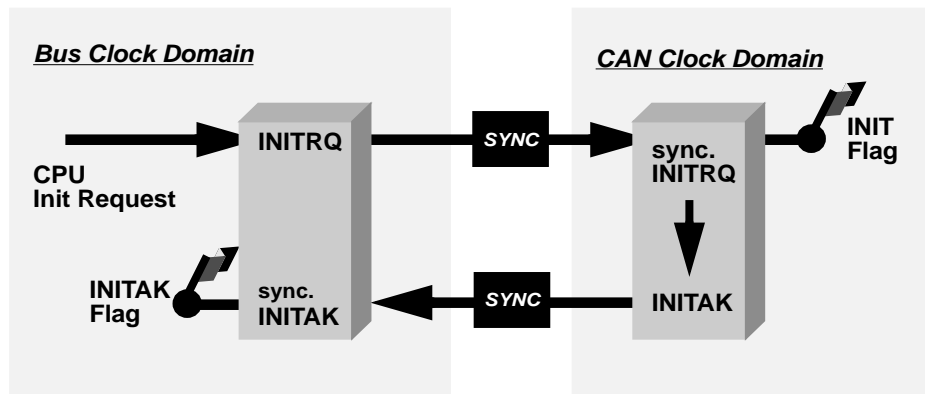 Bus Clock Domain
CAN Clock Domain
INITRQ
SYNC
sync.
INITRQ
INIT
Flag
CPU
Init Request
INITAK
Flag
sync.
INITAK
SYNC
INITAK